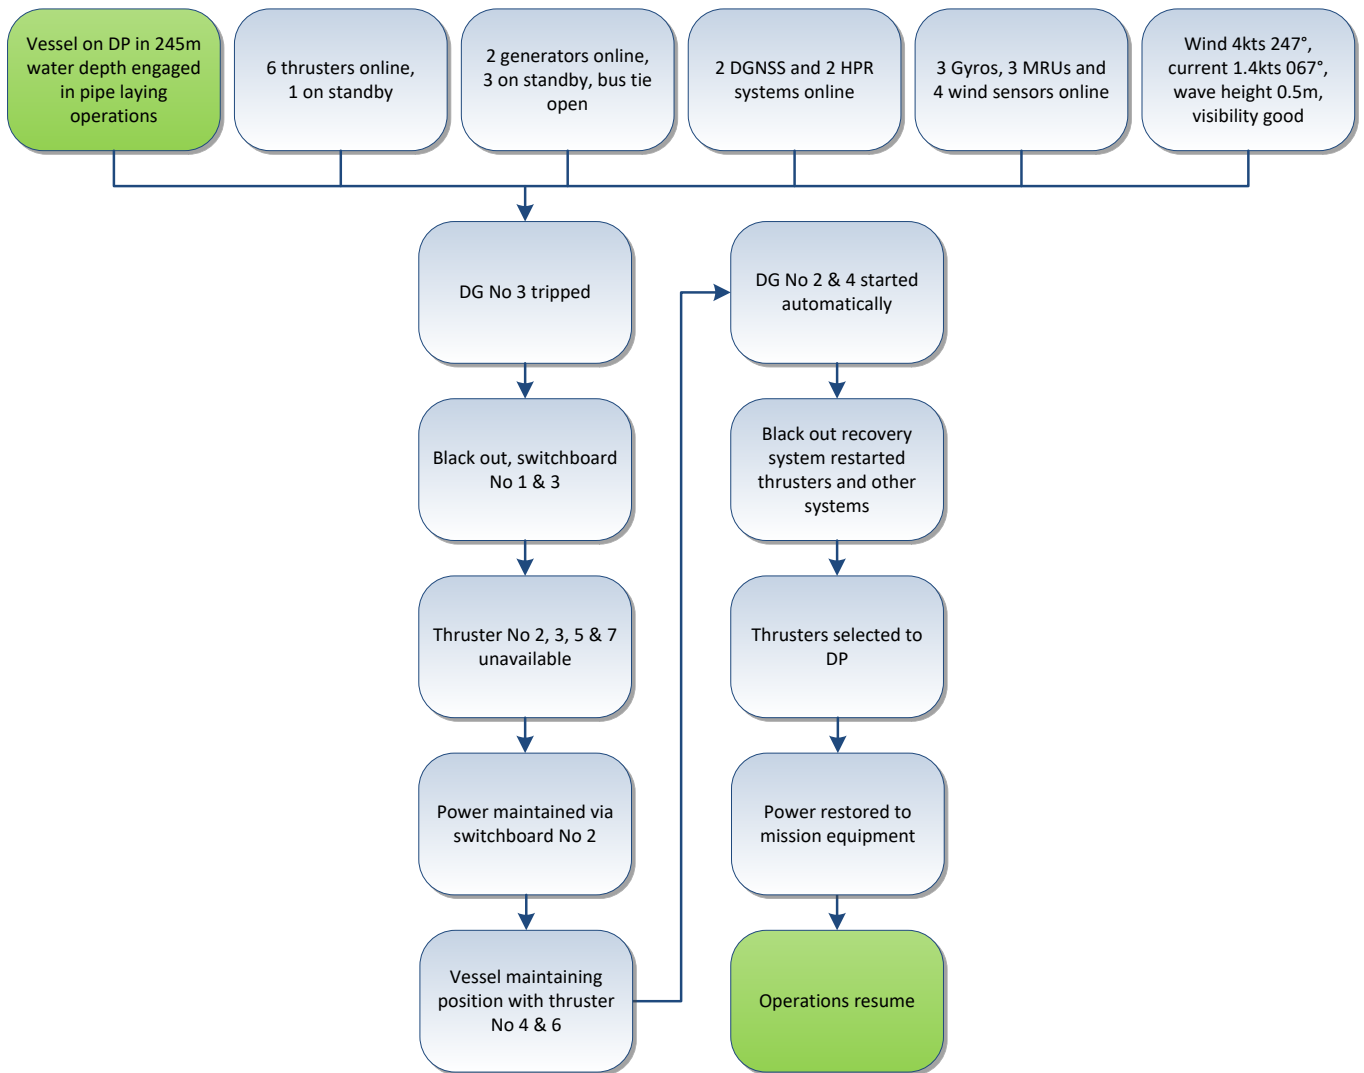 Vessel on DP in 245m
water depth engaged
in pipe laying
operations
6 thrusters online,
1 on standby
2 generators online,
3 on standby, bus tie
open
2 DGNSS and 2 HPR
systems online
3 Gyros, 3 MRUs and
4 wind sensors online
Wind 4kts 247°,
current 1.4kts 067°,
wave height 0.5m,
visibility good
DG No 3 tripped
Black out, switchboard
No 1 & 3
Thruster No 2, 3, 5 & 7
unavailable
Power maintained via
switchboard No 2
Vessel maintaining
position with thruster
No 4 & 6
DG No 2 & 4 started
automatically
Black out recovery
system restarted
thrusters and other
systems
Thrusters selected to
DP
Power restored to
mission equipment
Operations resume